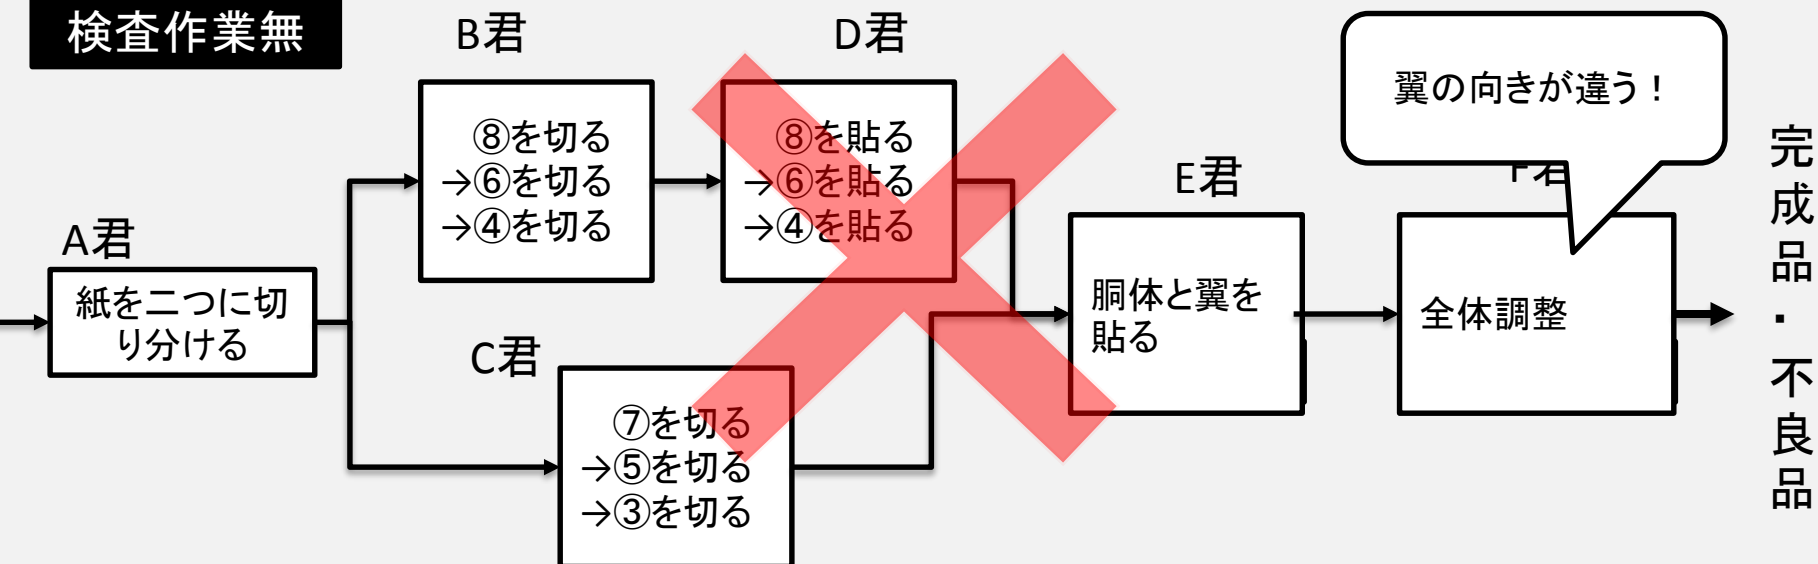 検査作業無
B君
D君
翼の向きが違う！
⑧を切る
→⑥を切る
→④を切る
⑧を貼る
→⑥を貼る
→④を貼る
E君
A君
紙を二つに切
り分ける
胴体と翼を
貼る
全体調整
C君
⑦を切る
→⑤を切る
→③を切る
完成品・不良品